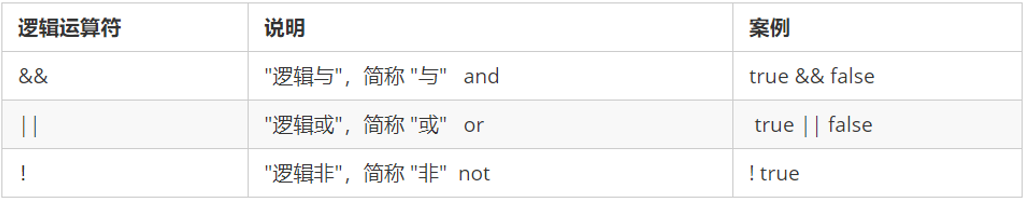 逻辑运算符 说明 案例
&& "逻辑与"，简称 "与" and true && false
|| "逻辑或"，简称 "或" or true || false
! "逻辑非"，简称 "非" not ! true